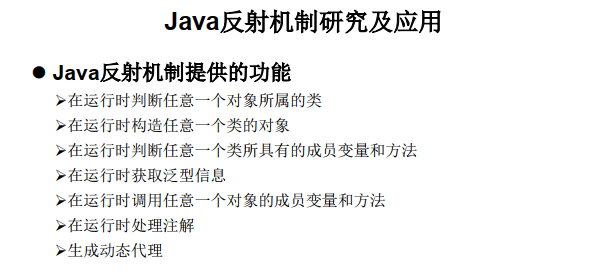 Java反射机制研究及应用
● Java反射机制提供的功能
➢在运行时判断任意一个对象所属的类
➢在运行时构造任意一个类的对象
➢在运行时判断任意一个类所具有的成员变量和方法
➢在运行时获取泛型信息
➢在运行时调用任意一个对象的成员变量和方法
➢在运行时处理注解
➢生成动态代理